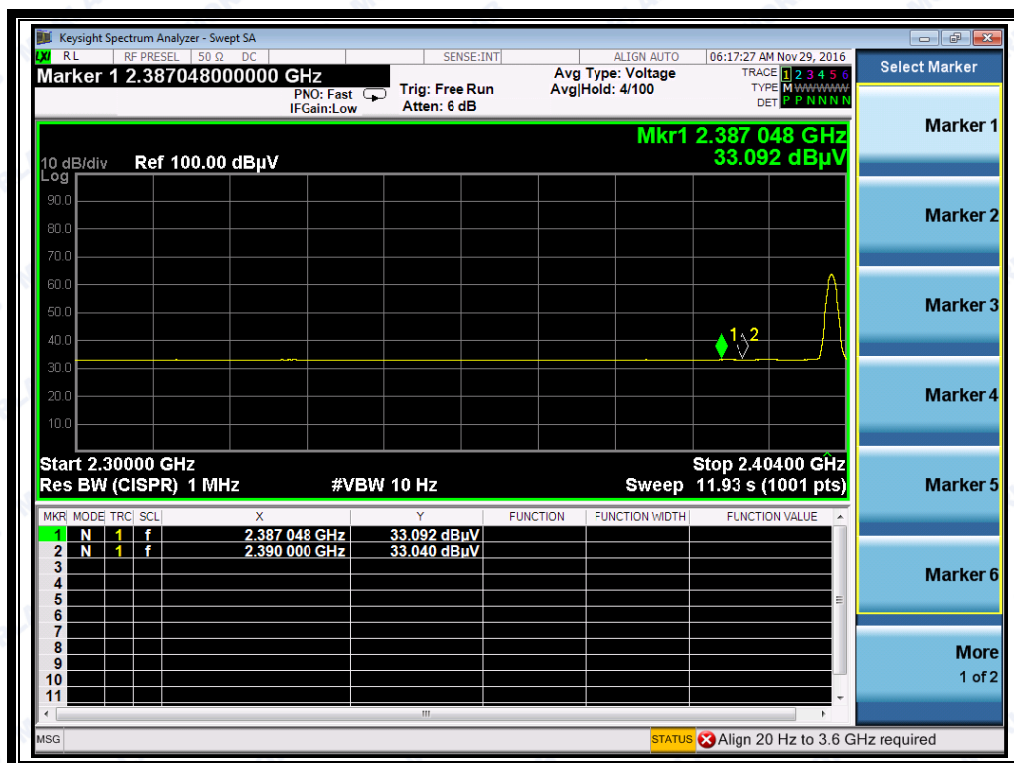 Keysight Spectrum Analyzer - Swept SA
LXI RL RF PRESEL 50 Ω DC SENSE:INT ALIGN AUTO 06:17:27 AM Nov 29, 2016
Marker 1 2.387048000000 GHz
PNO: Fast
IFGain:Low
Trig: Free Run
Atten: 6 dB
Avg Type: Voltage
Avg|Hold: 4/100
TRACE 1 2 3 4 5 6
TYPE M WWWWW
DET P P N N N N
Mkr1 2.387 048 GHz
33.092 dBµV
10 dB/div Ref 100.00 dBµV
Log
90.0
80.0
70.0
60.0
50.0
40.0
30.0
20.0
10.0
1 2
Start 2.30000 GHz Stop 2.40400 GHz
Res BW (CISPR) 1 MHz #VBW 10 Hz Sweep 11.93 s (1001 pts)
MKR MODE TRC SCL X Y FUNCTION FUNCTION WIDTH FUNCTION VALUE
1 N 1 f 2.387 048 GHz 33.092 dBµV
2 N 1 f 2.390 000 GHz 33.040 dBµV
3
4
5
6
7
8
9
10
11
MSG STATUS Align 20 Hz to 3.6 GHz required
Select Marker
Marker 1
Marker 2
Marker 3
Marker 4
Marker 5
Marker 6
More
1 of 2